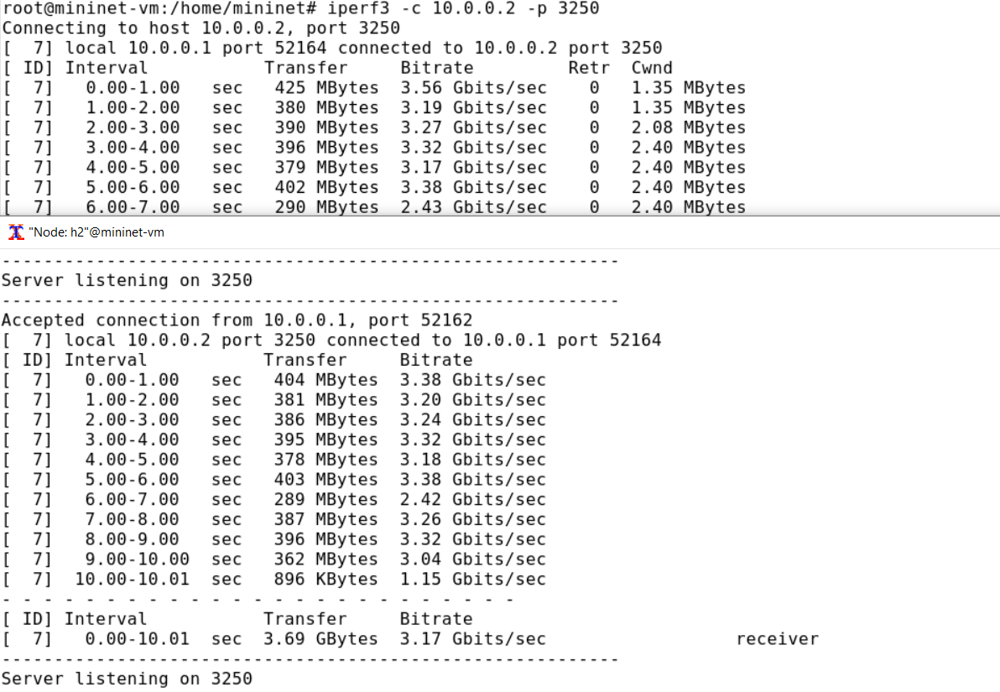 root@mininet-vm:/home/mininet# iperf3 -c 10.0.0.2 -p 3250
Connecting to host 10.0.0.2, port 3250
[  7] local 10.0.0.1 port 52164 connected to 10.0.0.2 port 3250
[ ID] Interval           Transfer     Bitrate         Retr  Cwnd
[  7]   0.00-1.00   sec   425 MBytes  3.56 Gbits/sec    0   1.35 MBytes
[  7]   1.00-2.00   sec   380 MBytes  3.19 Gbits/sec    0   1.35 MBytes
[  7]   2.00-3.00   sec   390 MBytes  3.27 Gbits/sec    0   2.08 MBytes
[  7]   3.00-4.00   sec   396 MBytes  3.32 Gbits/sec    0   2.40 MBytes
[  7]   4.00-5.00   sec   379 MBytes  3.17 Gbits/sec    0   2.40 MBytes
[  7]   5.00-6.00   sec   402 MBytes  3.38 Gbits/sec    0   2.40 MBytes
[  7]   6.00-7.00   sec   290 MBytes  2.43 Gbits/sec    0   2.40 MBytes
"Node: h2"@mininet-vm
-----------------------------------------------------------
Server listening on 3250
-----------------------------------------------------------
Accepted connection from 10.0.0.1, port 52162
[  7] local 10.0.0.2 port 3250 connected to 10.0.0.1 port 52164
[ ID] Interval           Transfer     Bitrate
[  7]   0.00-1.00   sec   404 MBytes  3.38 Gbits/sec
[  7]   1.00-2.00   sec   381 MBytes  3.20 Gbits/sec
[  7]   2.00-3.00   sec   386 MBytes  3.24 Gbits/sec
[  7]   3.00-4.00   sec   395 MBytes  3.32 Gbits/sec
[  7]   4.00-5.00   sec   378 MBytes  3.18 Gbits/sec
[  7]   5.00-6.00   sec   403 MBytes  3.38 Gbits/sec
[  7]   6.00-7.00   sec   289 MBytes  2.42 Gbits/sec
[  7]   7.00-8.00   sec   387 MBytes  3.26 Gbits/sec
[  7]   8.00-9.00   sec   396 MBytes  3.32 Gbits/sec
[  7]   9.00-10.00  sec   362 MBytes  3.04 Gbits/sec
[  7]  10.00-10.01  sec   896 KBytes  1.15 Gbits/sec
- - - - - - - - - - - - - - - - - - - - - - - - -
[ ID] Interval           Transfer     Bitrate
[  7]   0.00-10.01  sec  3.69 GBytes  3.17 Gbits/sec                  receiver
-----------------------------------------------------------
Server listening on 3250